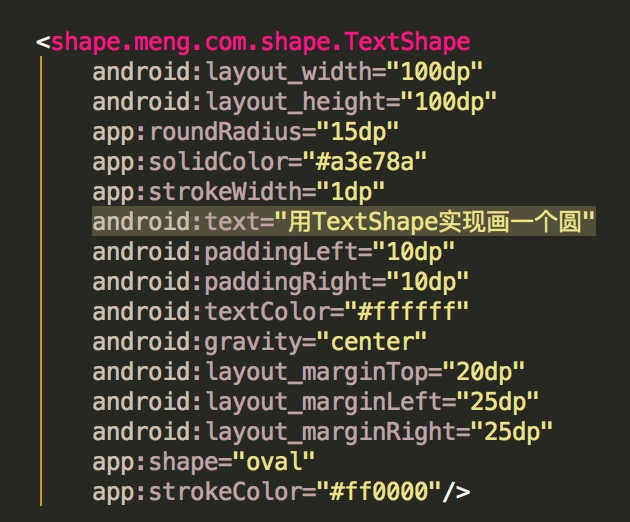 <shape.meng.com.shape.TextShape
android:layout_width="100dp"
android:layout_height="100dp"
app:roundRadius="15dp"
app:solidColor="#a3e78a"
app:strokeWidth="1dp"
android:text="用TextShape实现画一个圆"
android:paddingLeft="10dp"
android:paddingRight="10dp"
android:textColor="#ffffff"
android:gravity="center"
android:layout_marginTop="20dp"
android:layout_marginLeft="25dp"
android:layout_marginRight="25dp"
app:shape="oval"
app:strokeColor="#ff0000"/>